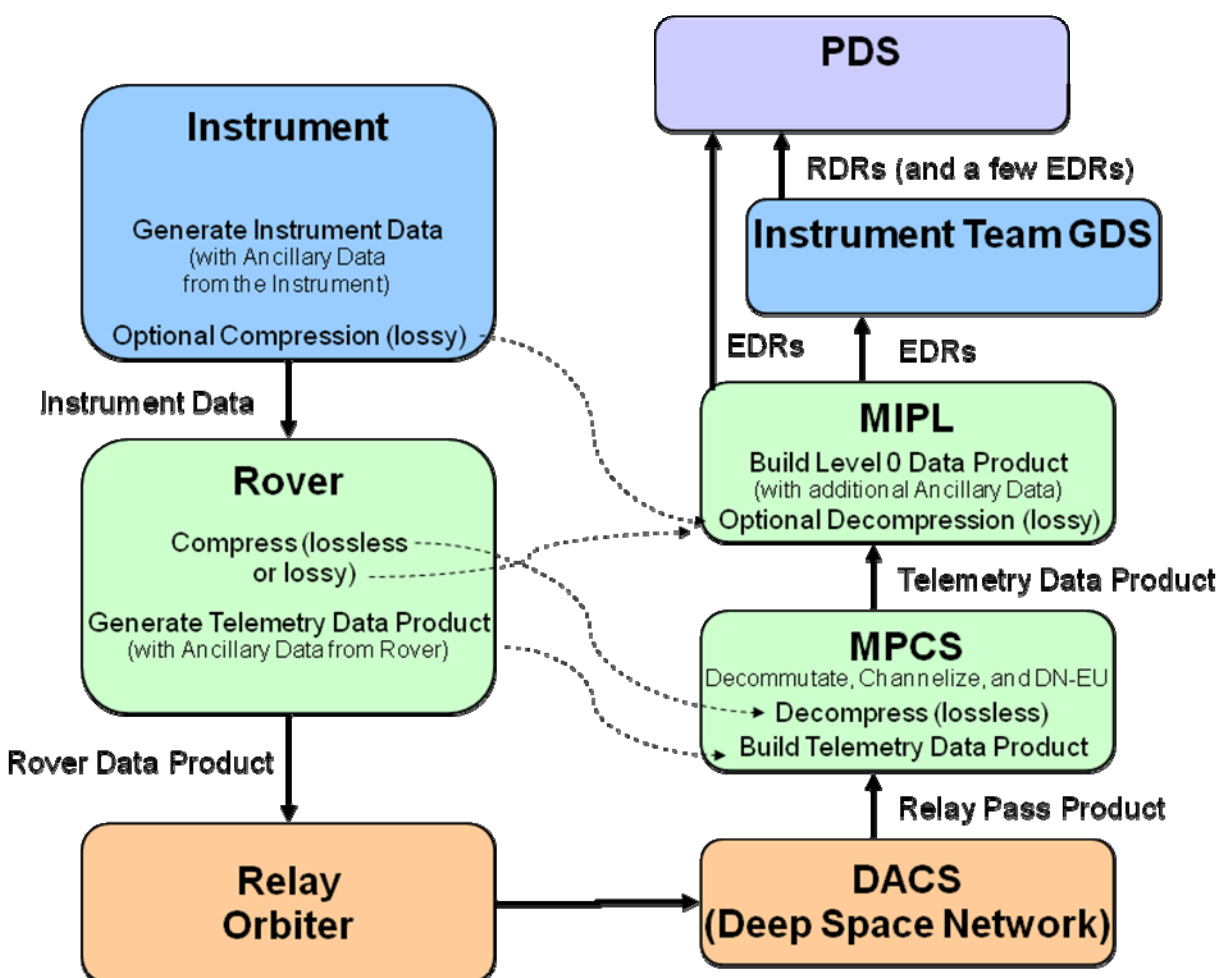 Instrument
Generate Instrument Data
(with Ancillary Data
from the Instrument)
Optional Compression (lossy)
Instrument Data
Rover
Compress (lossless
or lossy)
Generate Telemetry Data Product
(with Ancillary Data from Rover)
Rover Data Product
Relay
Orbiter
PDS
RDRs (and a few EDRs)
Instrument Team GDS
EDRs
EDRs
MIPL
Build Level 0 Data Product
(with additional Ancillary Data)
Optional Decompression (lossy)
Telemetry Data Product
MPCS
Decommutate, Channelize, and DN-EU
Decompress (lossless)
Build Telemetry Data Product
Relay Pass Product
DACS
(Deep Space Network)